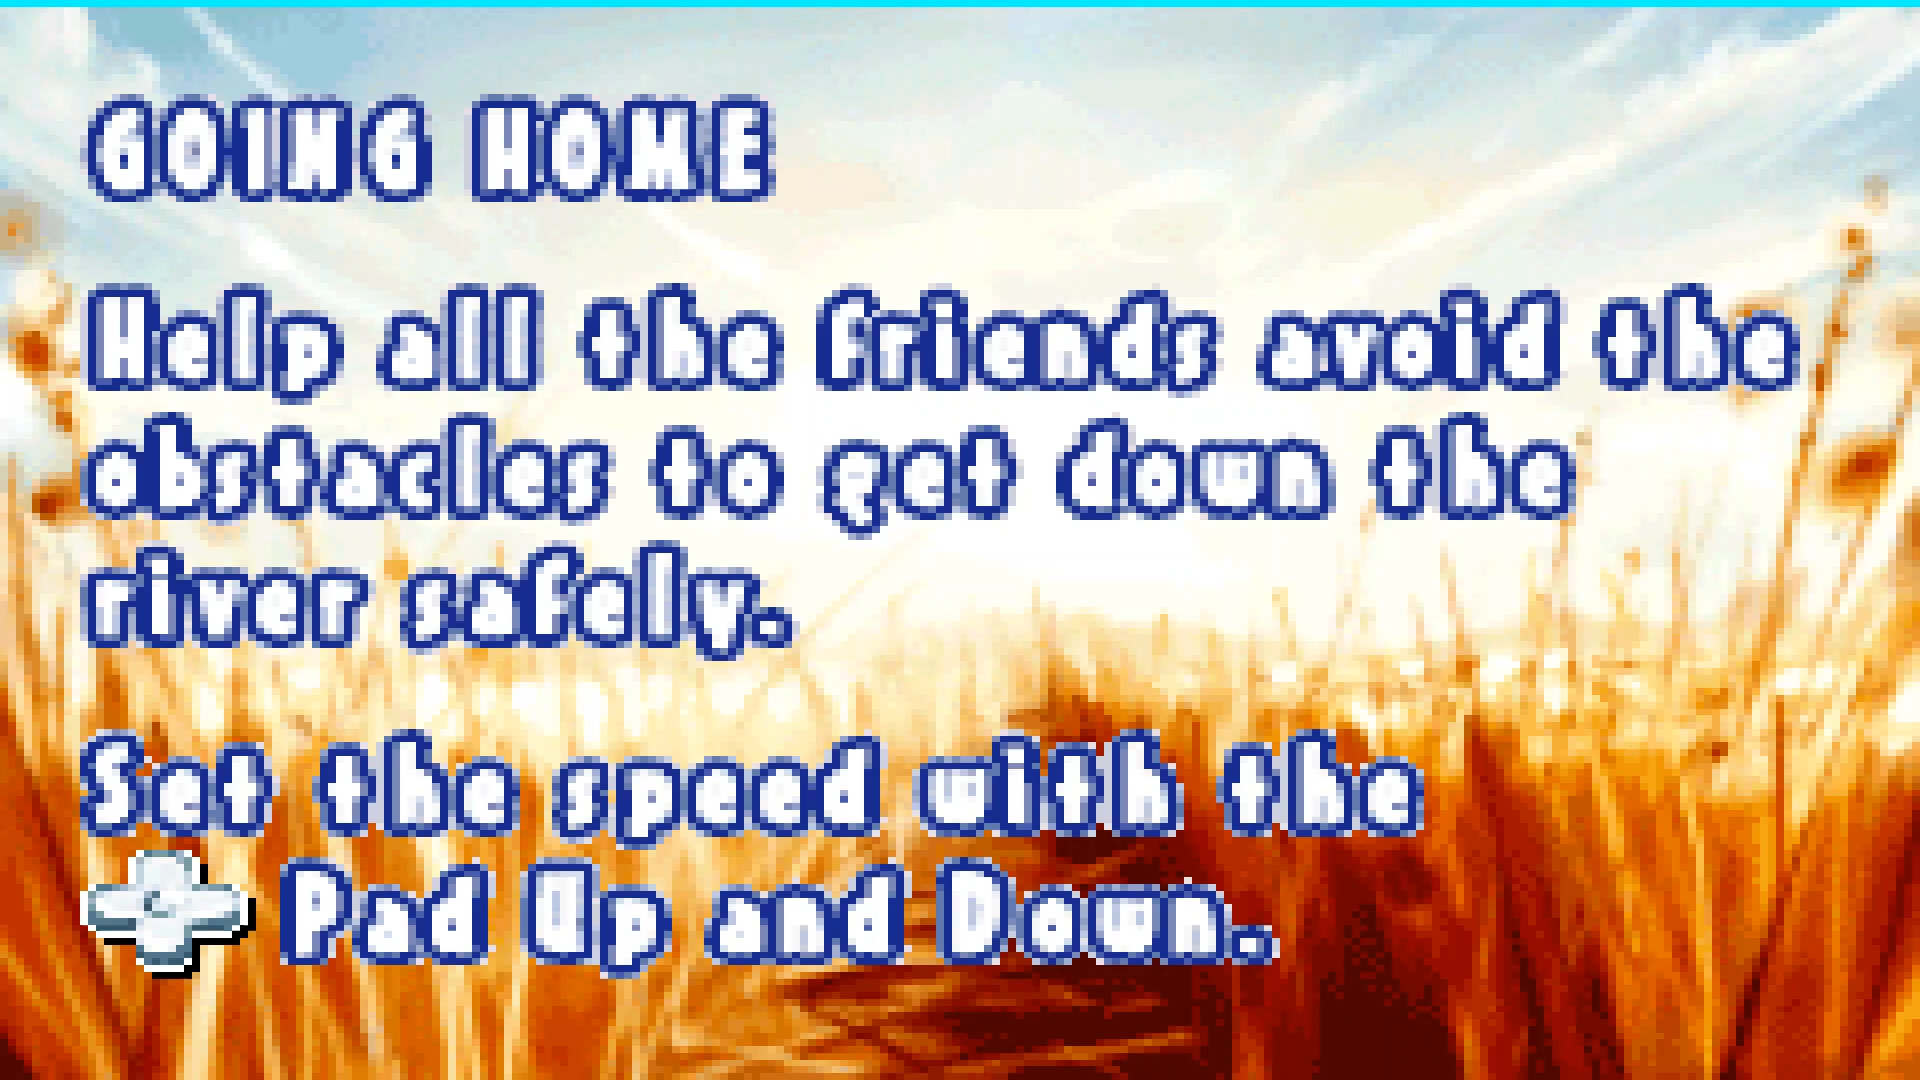 GOING HOME
Help all the friends avoid the
obstacles to get down the
river safely.
Set the speed with the
Pad Up and Down.